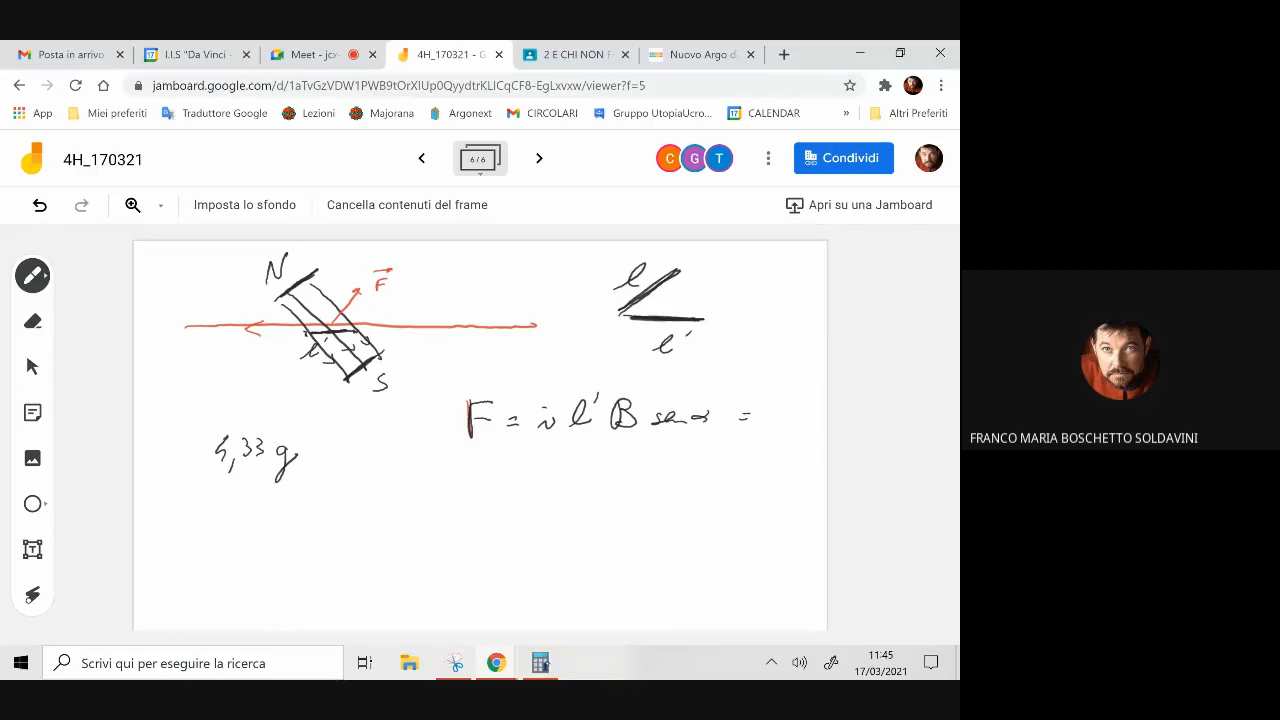 Posta in arrivo
I.I.S "Da Vinci" -
Meet - jcx-
4H_170321 - G
2 E CHI NON F
Nuovo Argo d
jamboard.google.com/d/1aTvGzVDW1PWB9tOrXIUp0QyydtrKLICqCF8-EgLxvxw/viewer?f=5
App
Miei preferiti
Traduttore Google
Lezioni
Majorana
Argonext
CIRCOLARI
Gruppo UtopiaUcro...
CALENDAR
»
Altri Preferiti
4H_170321
6/6
C G T
Condividi
Imposta lo sfondo
Cancella contenuti del frame
Apri su una Jamboard
N
F
l
l'
l'
S
F = i l' B sen α =
4,33 g
FRANCO MARIA BOSCHETTO SOLDAVINI
Scrivi qui per eseguire la ricerca
11:45
17/03/2021